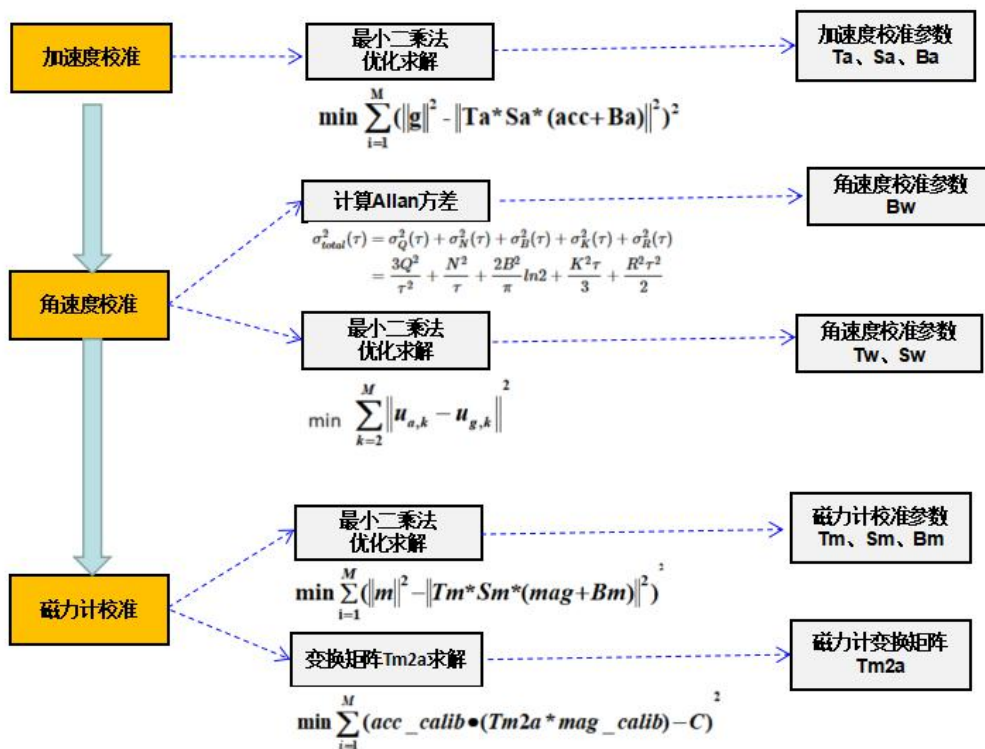 加速度校准
最小二乘法
优化求解
加速度校准参数
Ta、Sa、Ba
min ∑_{i=1}^{M} (‖g‖² - ‖Ta*Sa*(acc+Ba)‖²)²
计算Allan方差
角速度校准参数
Bw
σ²_{total}(τ) = σ²_Q(τ) + σ²_N(τ) + σ²_B(τ) + σ²_K(τ) + σ²_R(τ)
= 3Q²/τ² + N²/τ + 2B²/π ln2 + K²τ/3 + R²τ²/2
角速度校准
最小二乘法
优化求解
角速度校准参数
Tw、Sw
min ∑_{k=2}^{M} ‖u_{a,k} − u_{g,k}‖²
最小二乘法
优化求解
磁力计校准参数
Tm、Sm、Bm
min ∑_{i=1}^{M} (‖m‖² − ‖Tm*Sm*(mag+Bm)‖²)²
磁力计校准
变换矩阵Tm2a求解
磁力计变换矩阵
Tm2a
min ∑_{i=1}^{M} (acc_calib•(Tm2a*mag_calib)−C)²